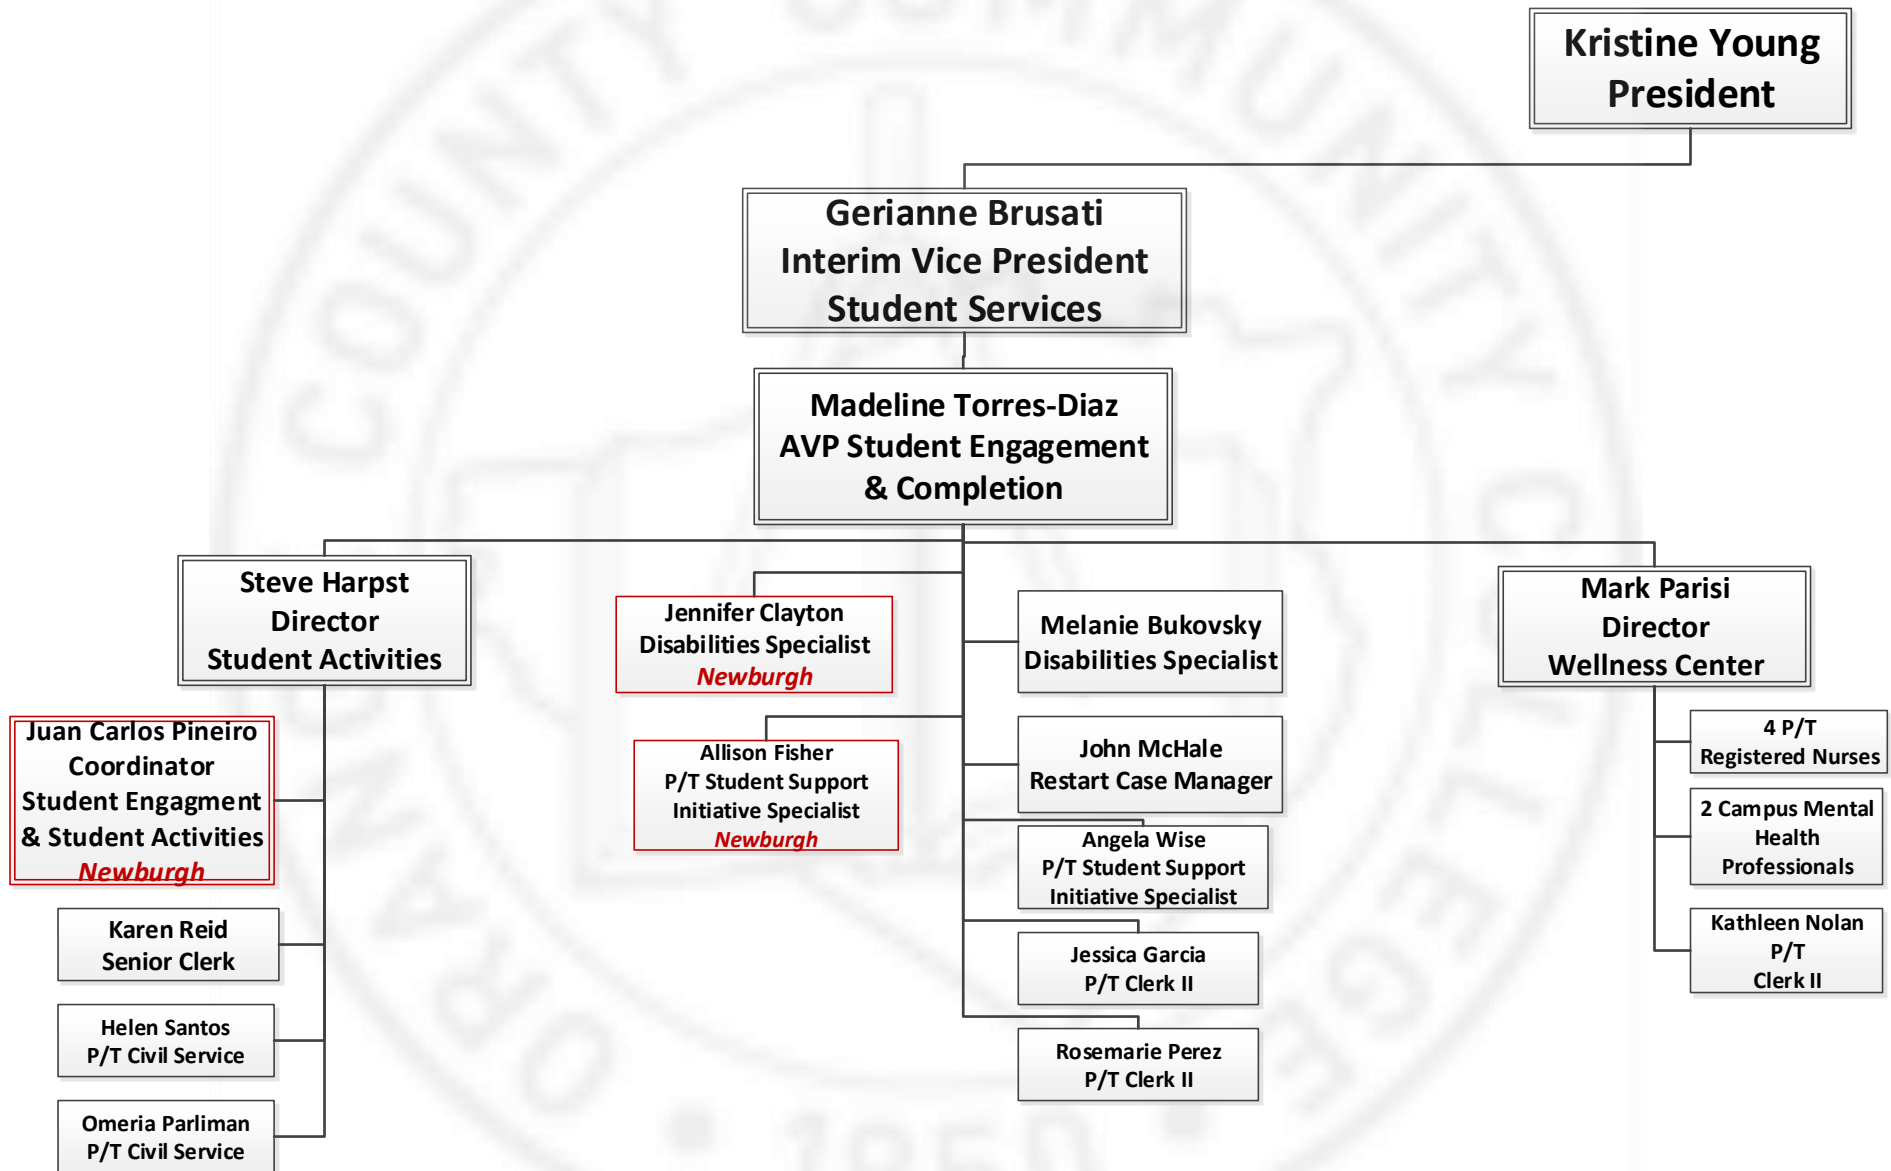 Kristine Young
President
Gerianne Brusati
Interim Vice President
Student Services
Madeline Torres-Diaz
AVP Student Engagement
& Completion
Steve Harpst
Director
Student Activities
Juan Carlos Pineiro
Coordinator
Student Engagment
& Student Activities
Newburgh
Karen Reid
Senior Clerk
Helen Santos
P/T Civil Service
Omeria Parliman
P/T Civil Service
Jennifer Clayton
Disabilities Specialist
Newburgh
Allison Fisher
P/T Student Support
Initiative Specialist
Newburgh
Melanie Bukovsky
Disabilities Specialist
John McHale
Restart Case Manager
Angela Wise
P/T Student Support
Initiative Specialist
Jessica Garcia
P/T Clerk II
Rosemarie Perez
P/T Clerk II
Mark Parisi
Director
Wellness Center
4 P/T
Registered Nurses
2 Campus Mental
Health
Professionals
Kathleen Nolan
P/T
Clerk II
ORANGE COUNTY COMMUNITY COLLEGE
1950